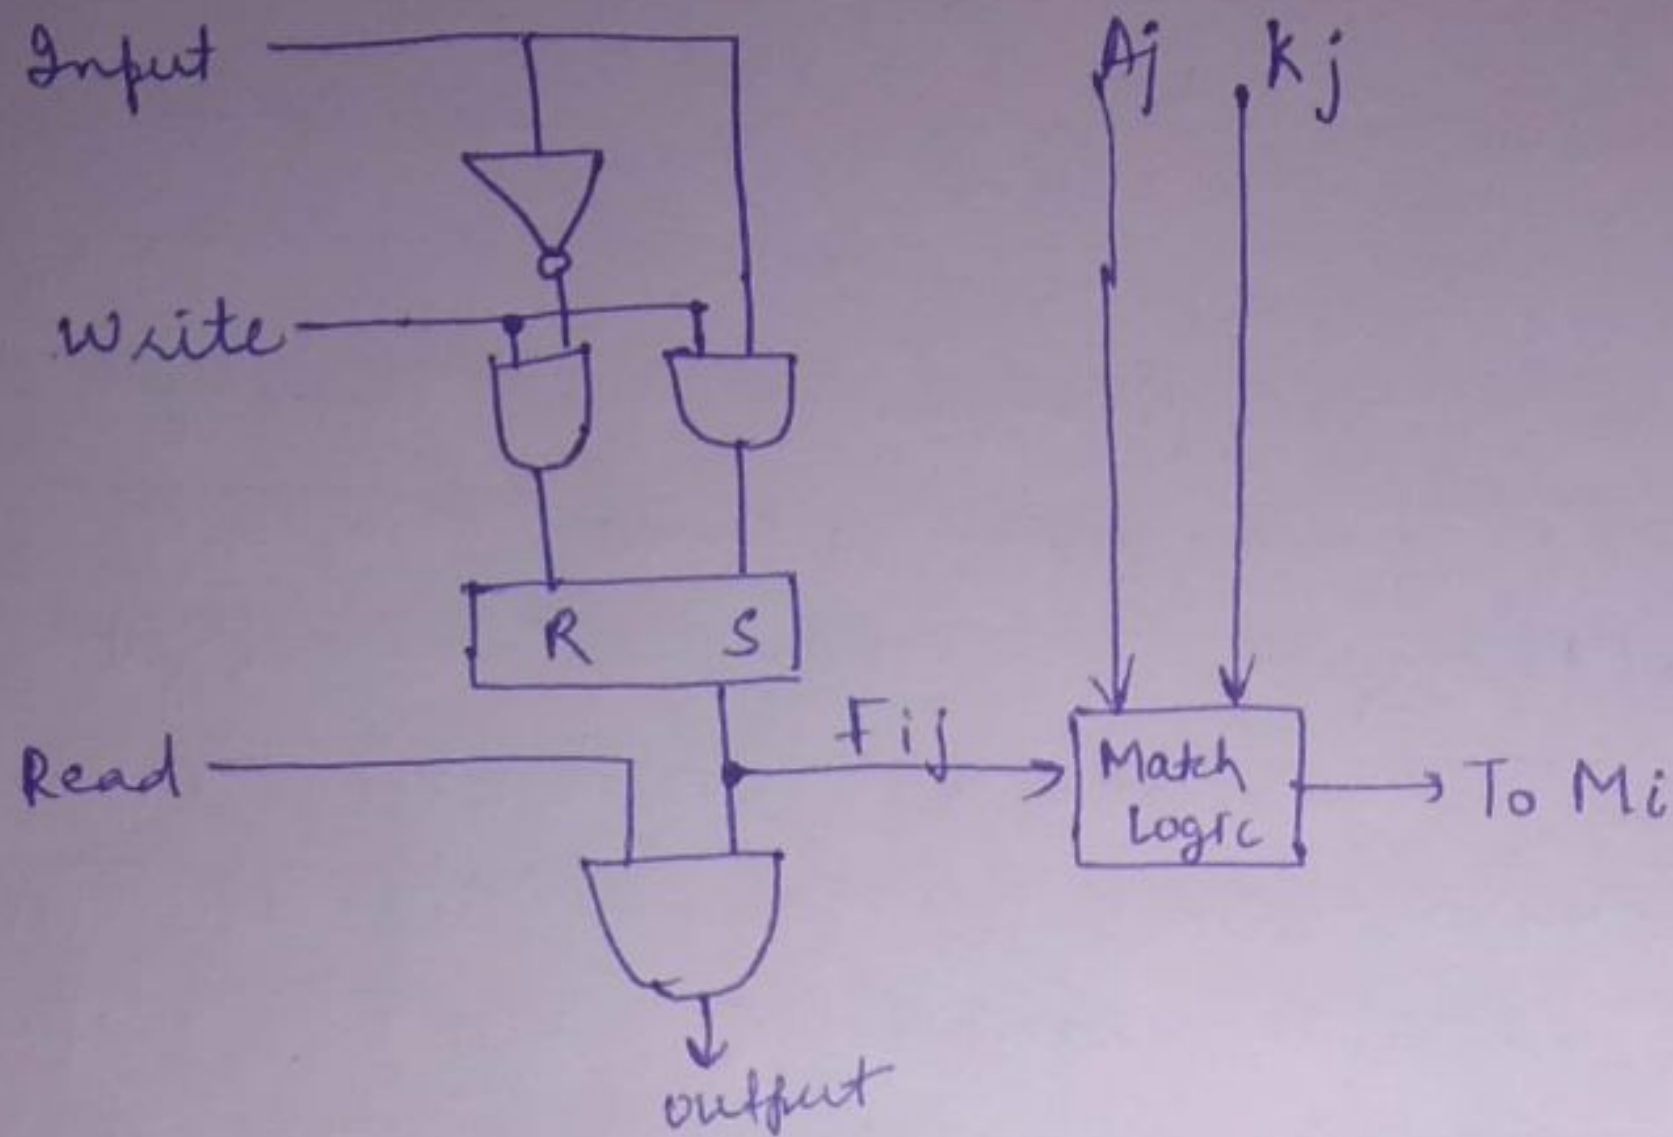 Input
Aj
Kj
Write
R
S
Read
Fij
Match
Logic
To Mi
output